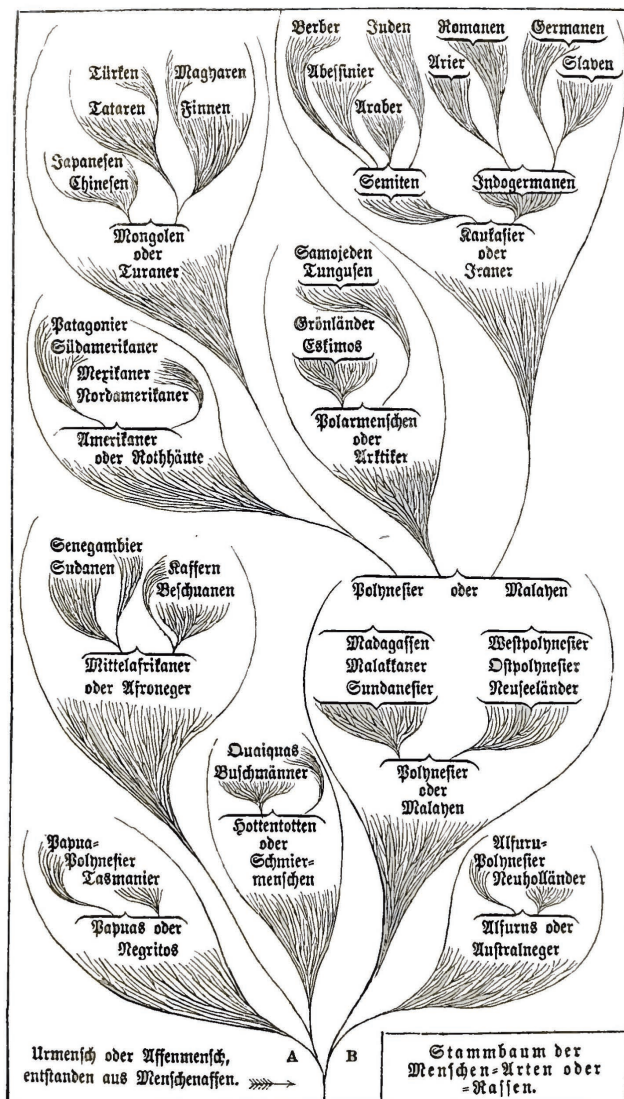 Berber
Juden
Romanen
Germanen
Abessinier
Arier
Slaven
Araber
Semiten
Indogermanen
Kaukasier
oder
Iraner
Türken
Magyaren
Tataren
Finnen
Japanesen
Chinesen
Mongolen
oder
Turaner
Samojeden
Tungusen
Grönländer
Eskimos
Polarmenschen
oder
Arktiker
Patagonier
Südamerikaner
Mexikaner
Nordamerikaner
Amerikaner
oder Rothhäute
Senegambier
Sudanen
Kaffern
Beschuanen
Mittelafrikaner
oder Afroneger
Polynesier oder Malayen
Madagassen
Malakkaner
Sundanesier
Westpolynesier
Ostpolynesier
Neuseeländer
Polynesier
oder
Malayen
Quaiquas
Buschmänner
Hottentotten
oder
Schmier-
menschen
Papua-
Polynesier
Tasmanier
Papuas oder
Negritos
Alfuru-
Polynesier
Neuholländer
Alfurus oder
Australneger
Urmensch oder Affenmensch,
entstanden aus Menschenaffen.
A B
Stammbaum der
Menschen-Arten oder
-Rassen.